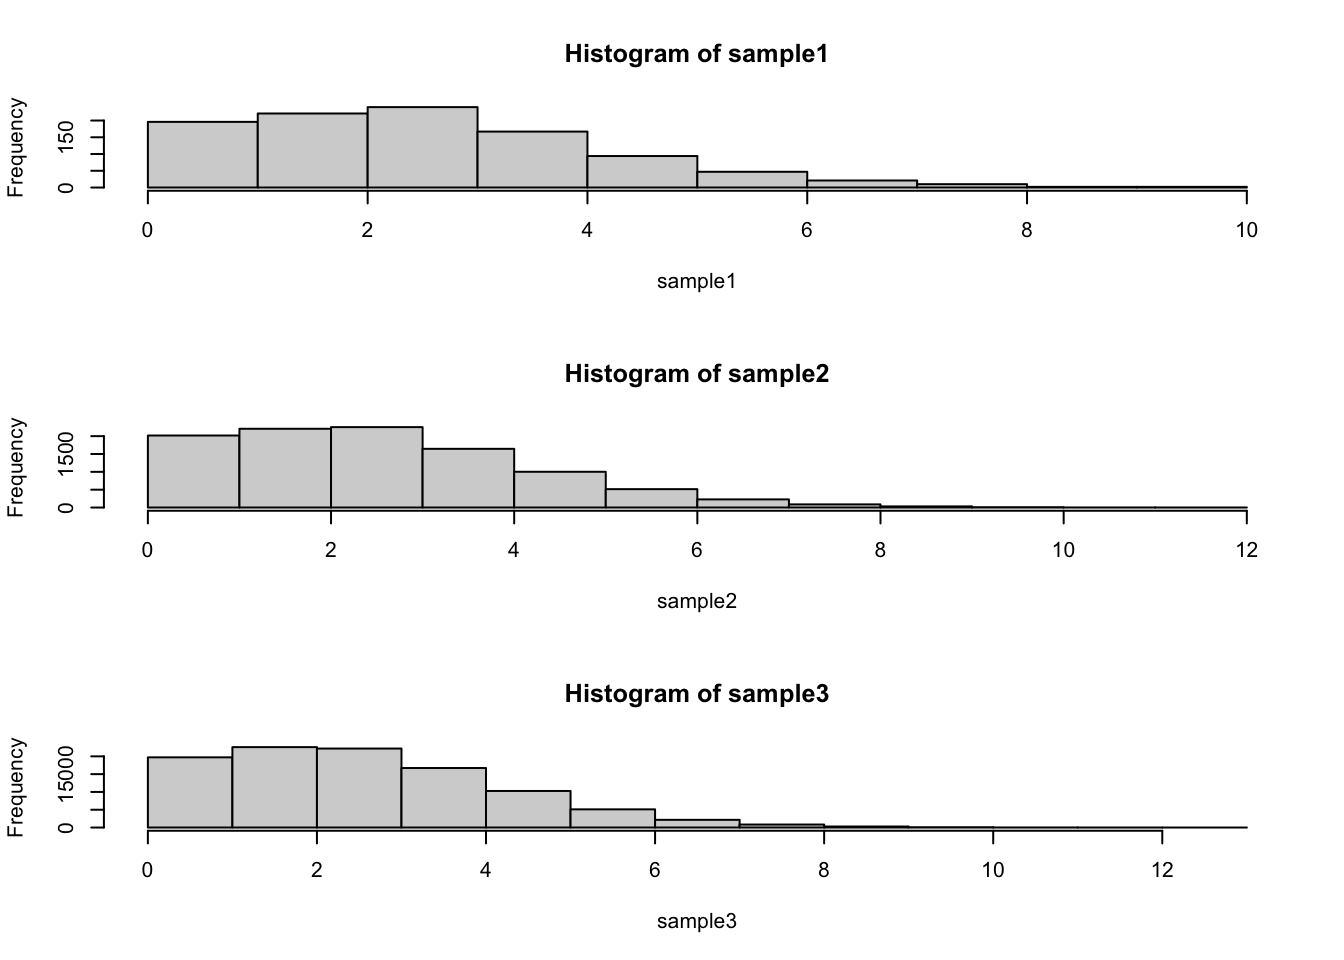 Histogram of sample1
Frequency
150
0
0 2 4 6 8 10
sample1
Histogram of sample2
Frequency
1500
0
0 2 4 6 8 10 12
sample2
Histogram of sample3
Frequency
15000
0
0 2 4 6 8 10 12
sample3